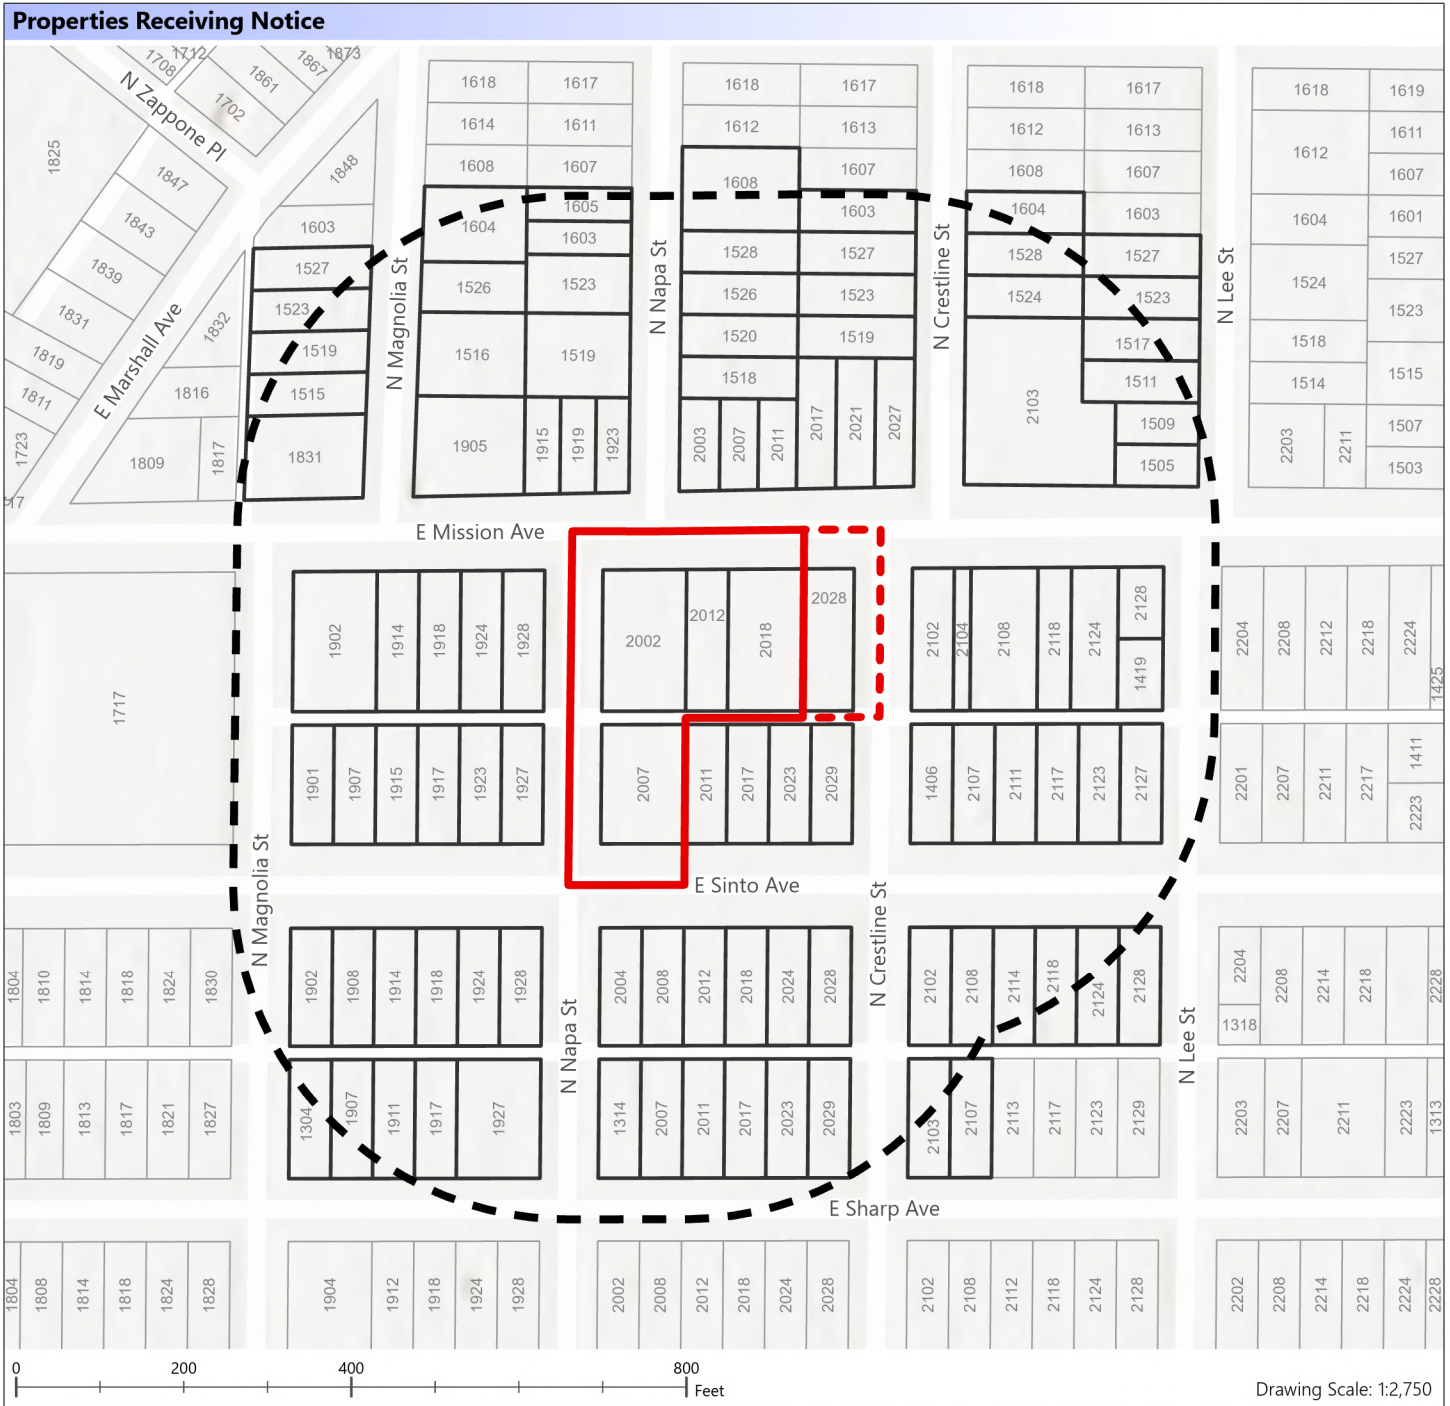 Properties Receiving Notice
1712 1873
1708 1861 1867
1702
N Zappone Pl
1825
1847
1843
1839
1831
1819
1811
1723
17
E Marshall Ave
1848
1603
1832
1816
1809 1817
1527
1523
1519
1515
1831
N Magnolia St
1618 1617
1614 1611
1608 1607
1604 1605
1603
1526 1523
1516 1519
1905 1915 1919 1923
N Napa St
1618 1617
1612 1613
1608 1607
1603
1528 1527
1526 1523
1520 1519
1518
2003 2007 2011 2017 2021 2027
N Crestline St
1618 1617
1612 1613
1608 1607
1604 1603
1528 1527
1524 1523
1517
2103 1511
1509
1505
N Lee St
1618 1619
1611
1612 1607
1604 1601
1527
1524 1523
1518
1514 1515
2203 2211 1507
1503
E Mission Ave
1717
1902 1914 1918 1924 1928
2002 2012 2018 2028
2102 2104 2108 2118 2124 2128
1419
2204 2208 2212 2218 2224 1425
1901 1907 1915 1917 1923 1927
2007 2011 2017 2023 2029
1406 2107 2111 2117 2123 2127
2201 2207 2211 2217 1411
2223
N Magnolia St
E Sinto Ave
N Crestline St
1804 1810 1814 1818 1824 1830
1902 1908 1914 1918 1924 1928
N Napa St
2004 2008 2012 2018 2024 2028
2102 2108 2114 2118 2124 2128
N Lee St
2204 2208 2214 2218 2228
1318
1803 1809 1813 1817 1821 1827
1304 1907 1911 1917 1927
1314 2007 2011 2017 2023 2029
2103 2107 2113 2117 2123 2129
2203 2207 2211 2223 1313
E Sharp Ave
1804 1808 1814 1818 1824 1828
1904 1912 1918 1924 1928
2002 2008 2012 2018 2024 2028
2102 2108 2112 2118 2124 2128
2202 2208 2214 2218 2224 2228
0 200 400 800
Feet
Drawing Scale: 1:2,750